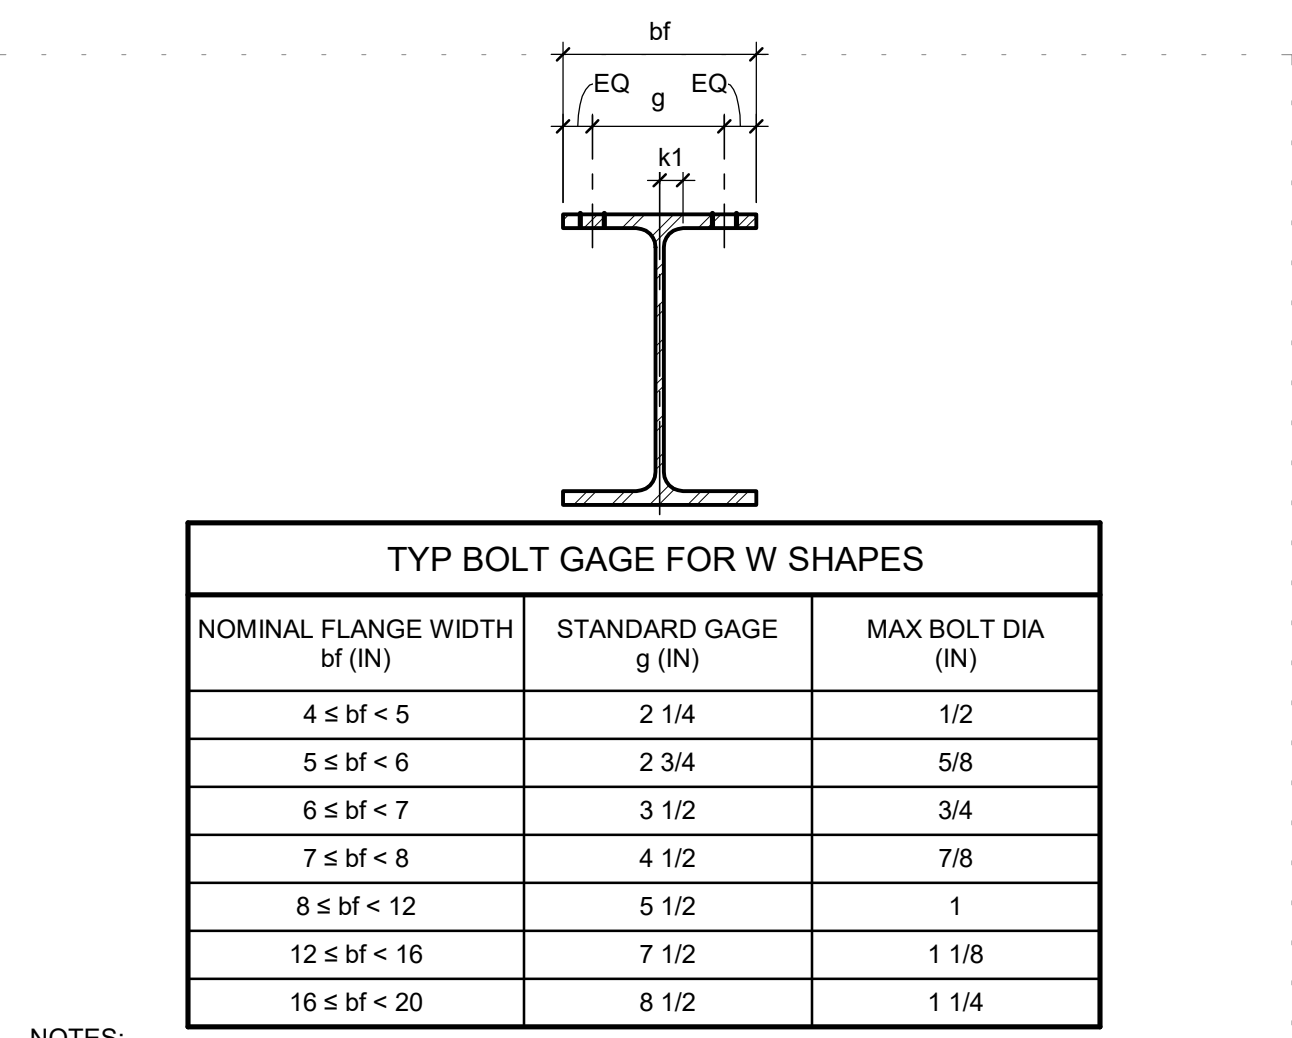 bf
EQ
g
EQ
k1
TYP BOLT GAGE FOR W SHAPES
NOMINAL FLANGE WIDTH
bf (IN)
STANDARD GAGE
g (IN)
MAX BOLT DIA
(IN)
4 ≤ bf < 5 2 1/4 1/2
5 ≤ bf < 6 2 3/4 5/8
6 ≤ bf < 7 3 1/2 3/4
7 ≤ bf < 8 4 1/2 7/8
8 ≤ bf < 12 5 1/2 1
12 ≤ bf < 16 7 1/2 1 1/8
16 ≤ bf < 20 8 1/2 1 1/4
NOTES: